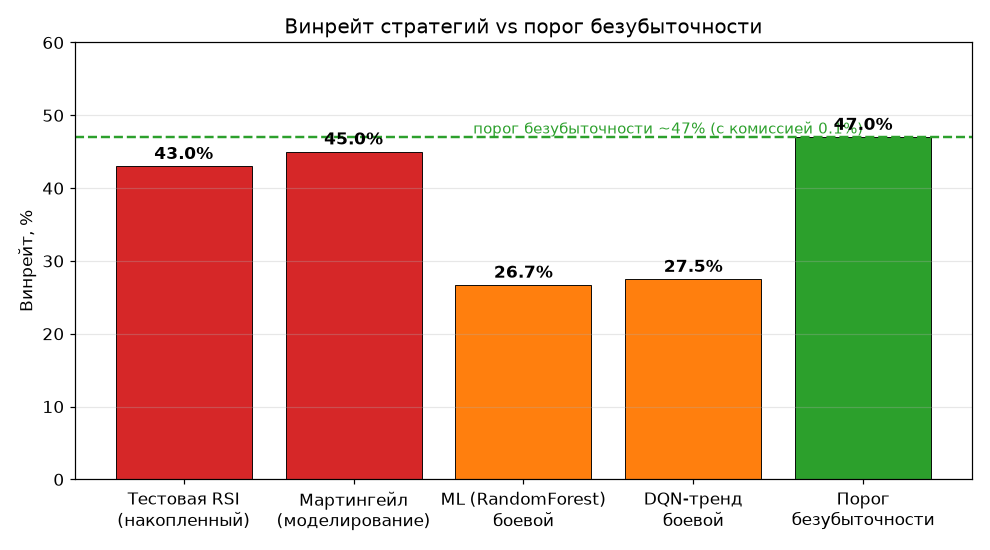 Винрейт стратегий vs порог безубыточности
Винрейт, %
60
50
40
30
20
10
0
порог безубыточности ~47% (с комиссией 0.1%)
43.0%
45.0%
26.7%
27.5%
47.0%
Тестовая RSI
(накопленный)
Мартингейл
(моделирование)
ML (RandomForest)
боевой
DQN-тренд
боевой
Порог
безубыточности